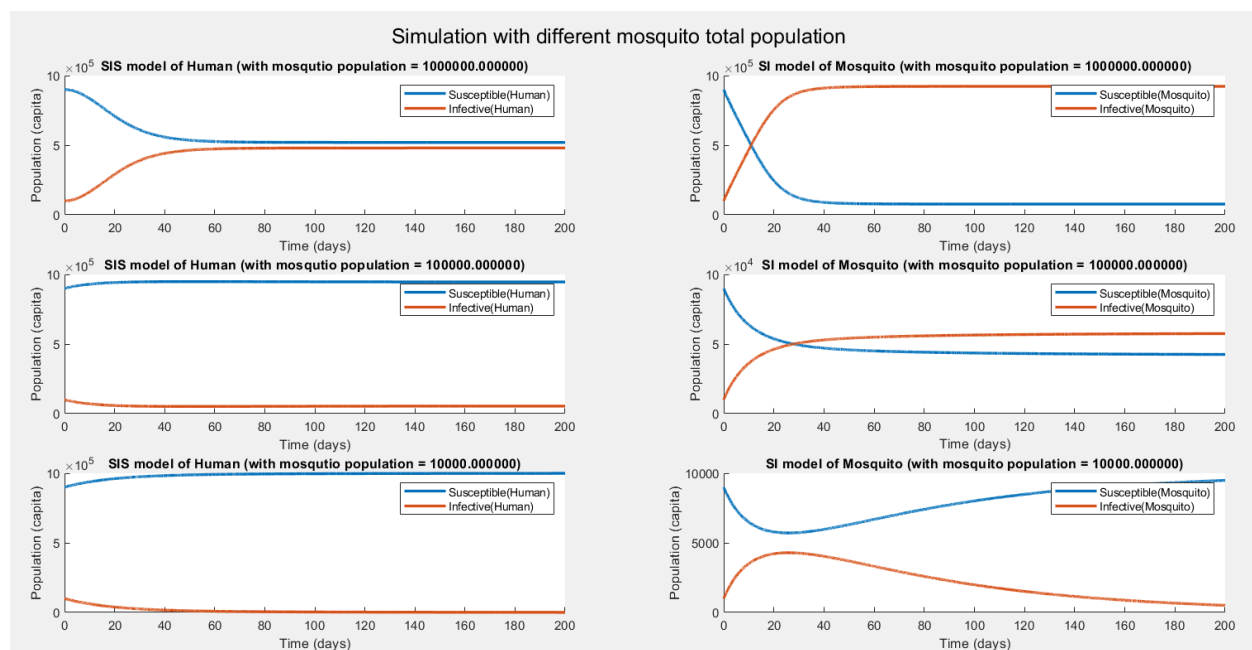 Simulation with different mosquito total population
SIS model of Human (with mosqutio population = 1000000.000000)
10 ×10^5
5
0
Population (capita)
Susceptible(Human)
Infective(Human)
0 20 40 60 80 100 120 140 160 180 200
Time (days)
SI model of Mosquito (with mosquito population = 1000000.000000)
10 ×10^5
5
0
Population (capita)
Susceptible(Mosquito)
Infective(Mosquito)
0 20 40 60 80 100 120 140 160 180 200
Time (days)
SIS model of Human (with mosqutio population = 100000.000000)
10 ×10^5
5
0
Population (capita)
Susceptible(Human)
Infective(Human)
0 20 40 60 80 100 120 140 160 180 200
Time (days)
SI model of Mosquito (with mosquito population = 100000.000000)
10 ×10^4
5
0
Population (capita)
Susceptible(Mosquito)
Infective(Mosquito)
0 20 40 60 80 100 120 140 160 180 200
Time (days)
SIS model of Human (with mosqutio population = 10000.000000)
10 ×10^5
5
0
Population (capita)
Susceptible(Human)
Infective(Human)
0 20 40 60 80 100 120 140 160 180 200
Time (days)
SI model of Mosquito (with mosquito population = 10000.000000)
10000
5000
0
Population (capita)
Susceptible(Mosquito)
Infective(Mosquito)
0 20 40 60 80 100 120 140 160 180 200
Time (days)